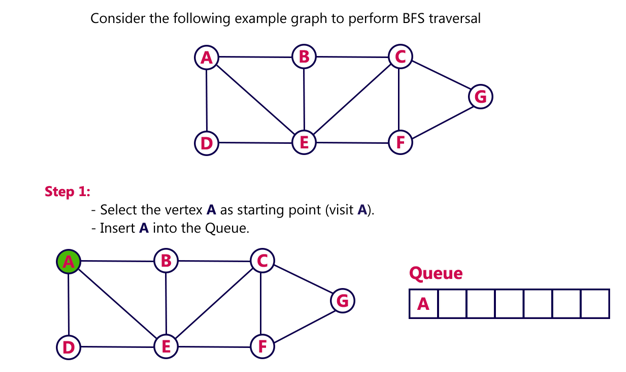 Consider the following example graph to perform BFS traversal
A B C
G
D E F
Step 1:
- Select the vertex A as starting point (visit A).
- Insert A into the Queue.
A B C
G
D E F
Queue
A